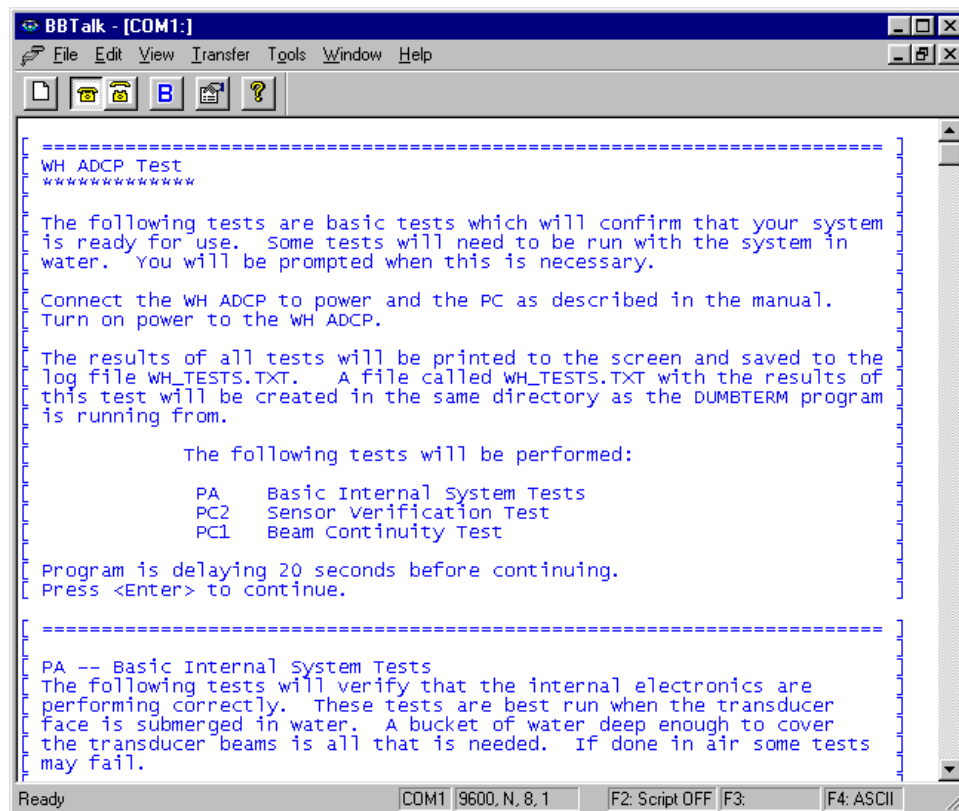 BBTalk - [COM1:]
File Edit View Transfer Tools Window Help
B ?
[ ======================================================================= ]
[ WH ADCP Test ]
[ ************* ]
[ ]
[ The following tests are basic tests which will confirm that your system ]
[ is ready for use.  Some tests will need to be run with the system in ]
[ water.  You will be prompted when this is necessary. ]
[ ]
[ Connect the WH ADCP to power and the PC as described in the manual. ]
[ Turn on power to the WH ADCP. ]
[ ]
[ The results of all tests will be printed to the screen and saved to the ]
[ log file WH_TESTS.TXT.   A file called WH_TESTS.TXT with the results of ]
[ this test will be created in the same directory as the DUMBTERM program ]
[ is running from. ]
[ ]
[ The following tests will be performed: ]
[ ]
[ PA    Basic Internal System Tests ]
[ PC2   Sensor Verification Test ]
[ PC1   Beam Continuity Test ]
[ ]
[ Program is delaying 20 seconds before continuing. ]
[ Press <Enter> to continue. ]
[ ======================================================================= ]
[ ]
[ PA -- Basic Internal System Tests ]
[ The following tests will verify that the internal electronics are ]
[ performing correctly.  These tests are best run when the transducer ]
[ face is submerged in water.  A bucket of water deep enough to cover ]
[ the transducer beams is all that is needed.  If done in air some tests ]
[ may fail. ]
Ready COM1 9600, N, 8, 1 F2: Script OFF F3: F4: ASCII